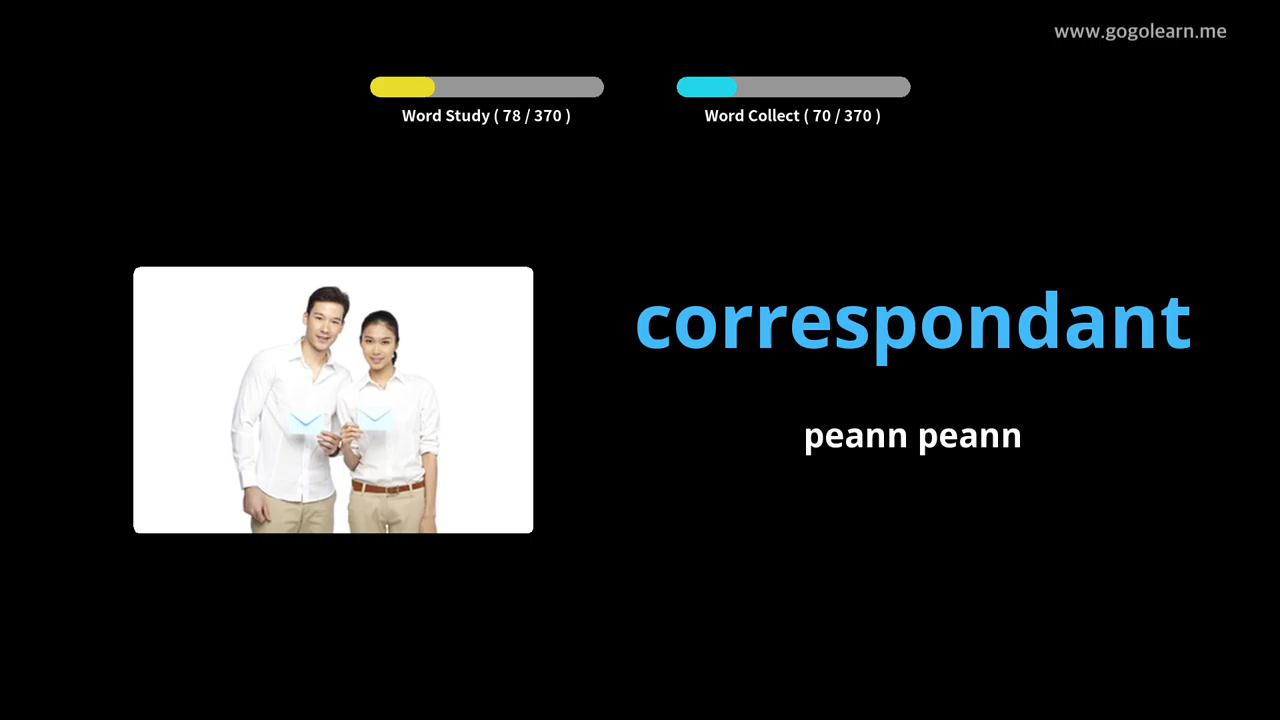 www.gogolearn.me
Word Study ( 78 / 370 )
Word Collect ( 70 / 370 )
correspondant
peann peann